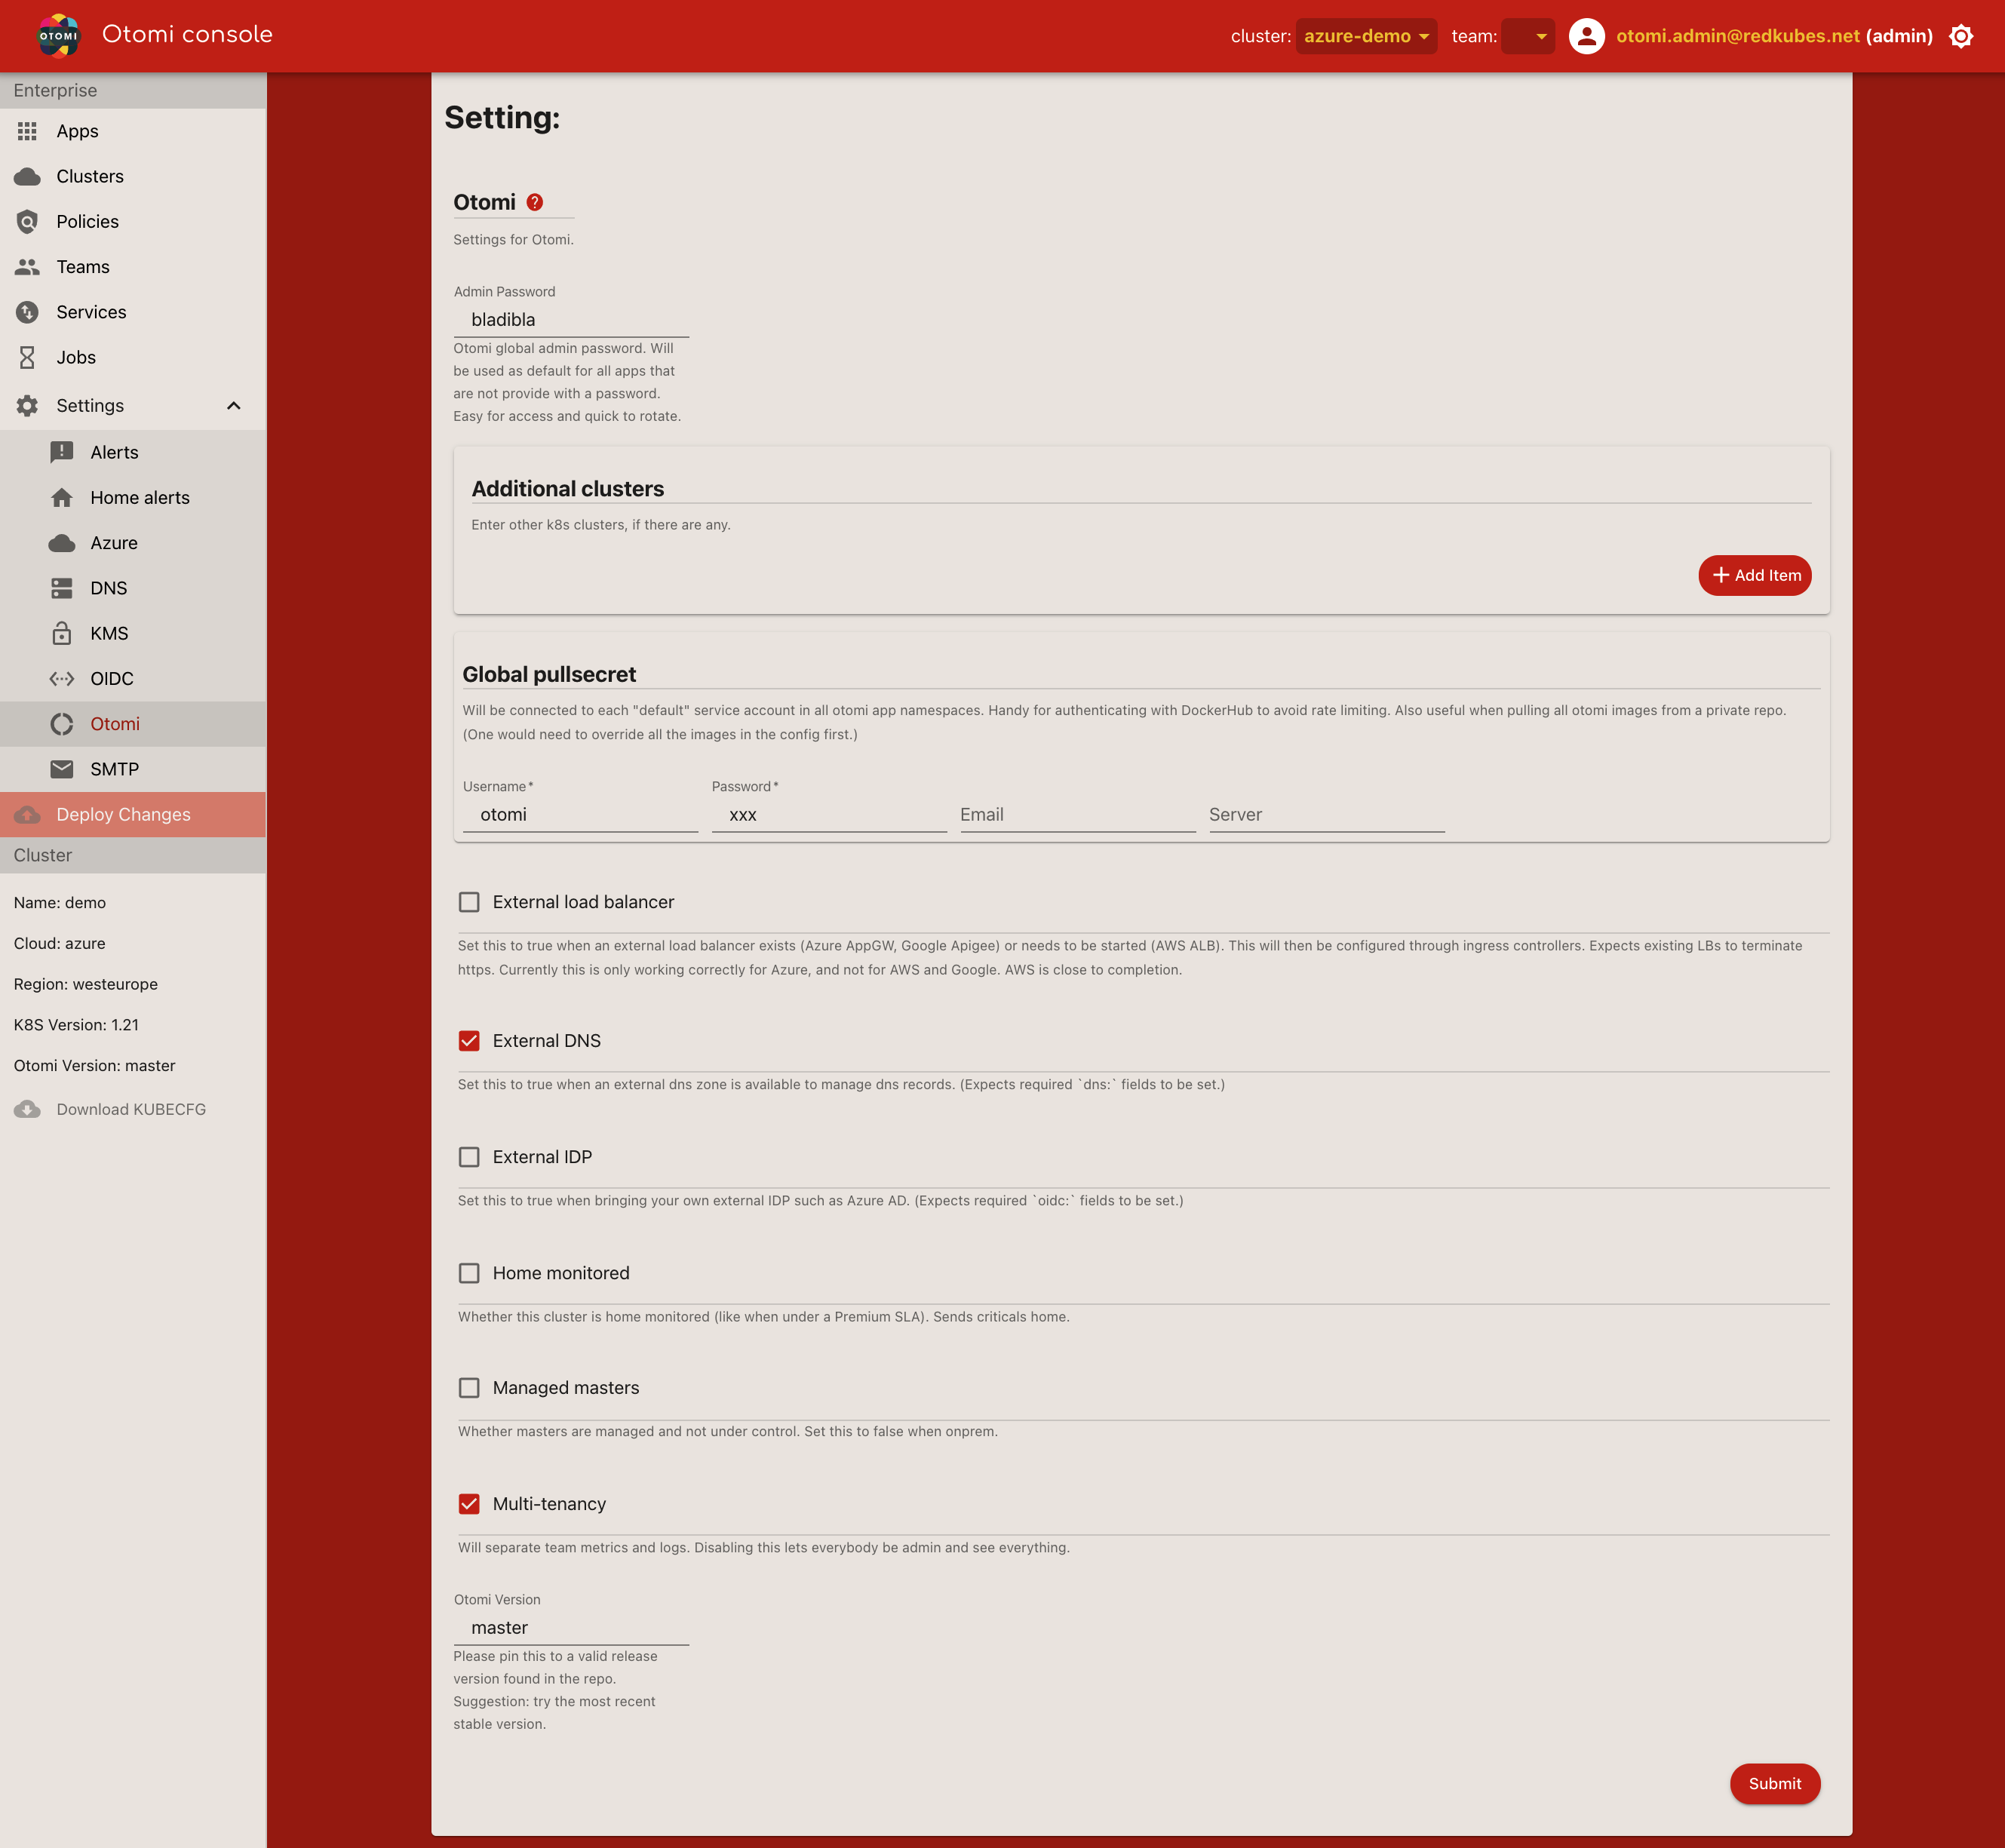 OTOMI
Otomi console
cluster: azure-demo team: otomi.admin@redkubes.net (admin)
Enterprise
Apps
Clusters
Policies
Teams
Services
Jobs
Settings
Alerts
Home alerts
Azure
DNS
KMS
OIDC
Otomi
SMTP
Deploy Changes
Cluster
Name: demo
Cloud: azure
Region: westeurope
K8S Version: 1.21
Otomi Version: master
Download KUBECFG
Setting:
Otomi ?
Settings for Otomi.
Admin Password
bladibla
Otomi global admin password. Will
be used as default for all apps that
are not provide with a password.
Easy for access and quick to rotate.
Additional clusters
Enter other k8s clusters, if there are any.
Add Item
Global pullsecret
Will be connected to each "default" service account in all otomi app namespaces. Handy for authenticating with DockerHub to avoid rate limiting. Also useful when pulling all otomi images from a private repo.
(One would need to override all the images in the config first.)
Username * Password *
otomi xxx Email Server
External load balancer
Set this to true when an external load balancer exists (Azure AppGW, Google Apigee) or needs to be started (AWS ALB). This will then be configured through ingress controllers. Expects existing LBs to terminate
https. Currently this is only working correctly for Azure, and not for AWS and Google. AWS is close to completion.
External DNS
Set this to true when an external dns zone is available to manage dns records. (Expects required `dns:` fields to be set.)
External IDP
Set this to true when bringing your own external IDP such as Azure AD. (Expects required `oidc:` fields to be set.)
Home monitored
Whether this cluster is home monitored (like when under a Premium SLA). Sends criticals home.
Managed masters
Whether masters are managed and not under control. Set this to false when onprem.
Multi-tenancy
Will separate team metrics and logs. Disabling this lets everybody be admin and see everything.
Otomi Version
master
Please pin this to a valid release
version found in the repo.
Suggestion: try the most recent
stable version.
Submit